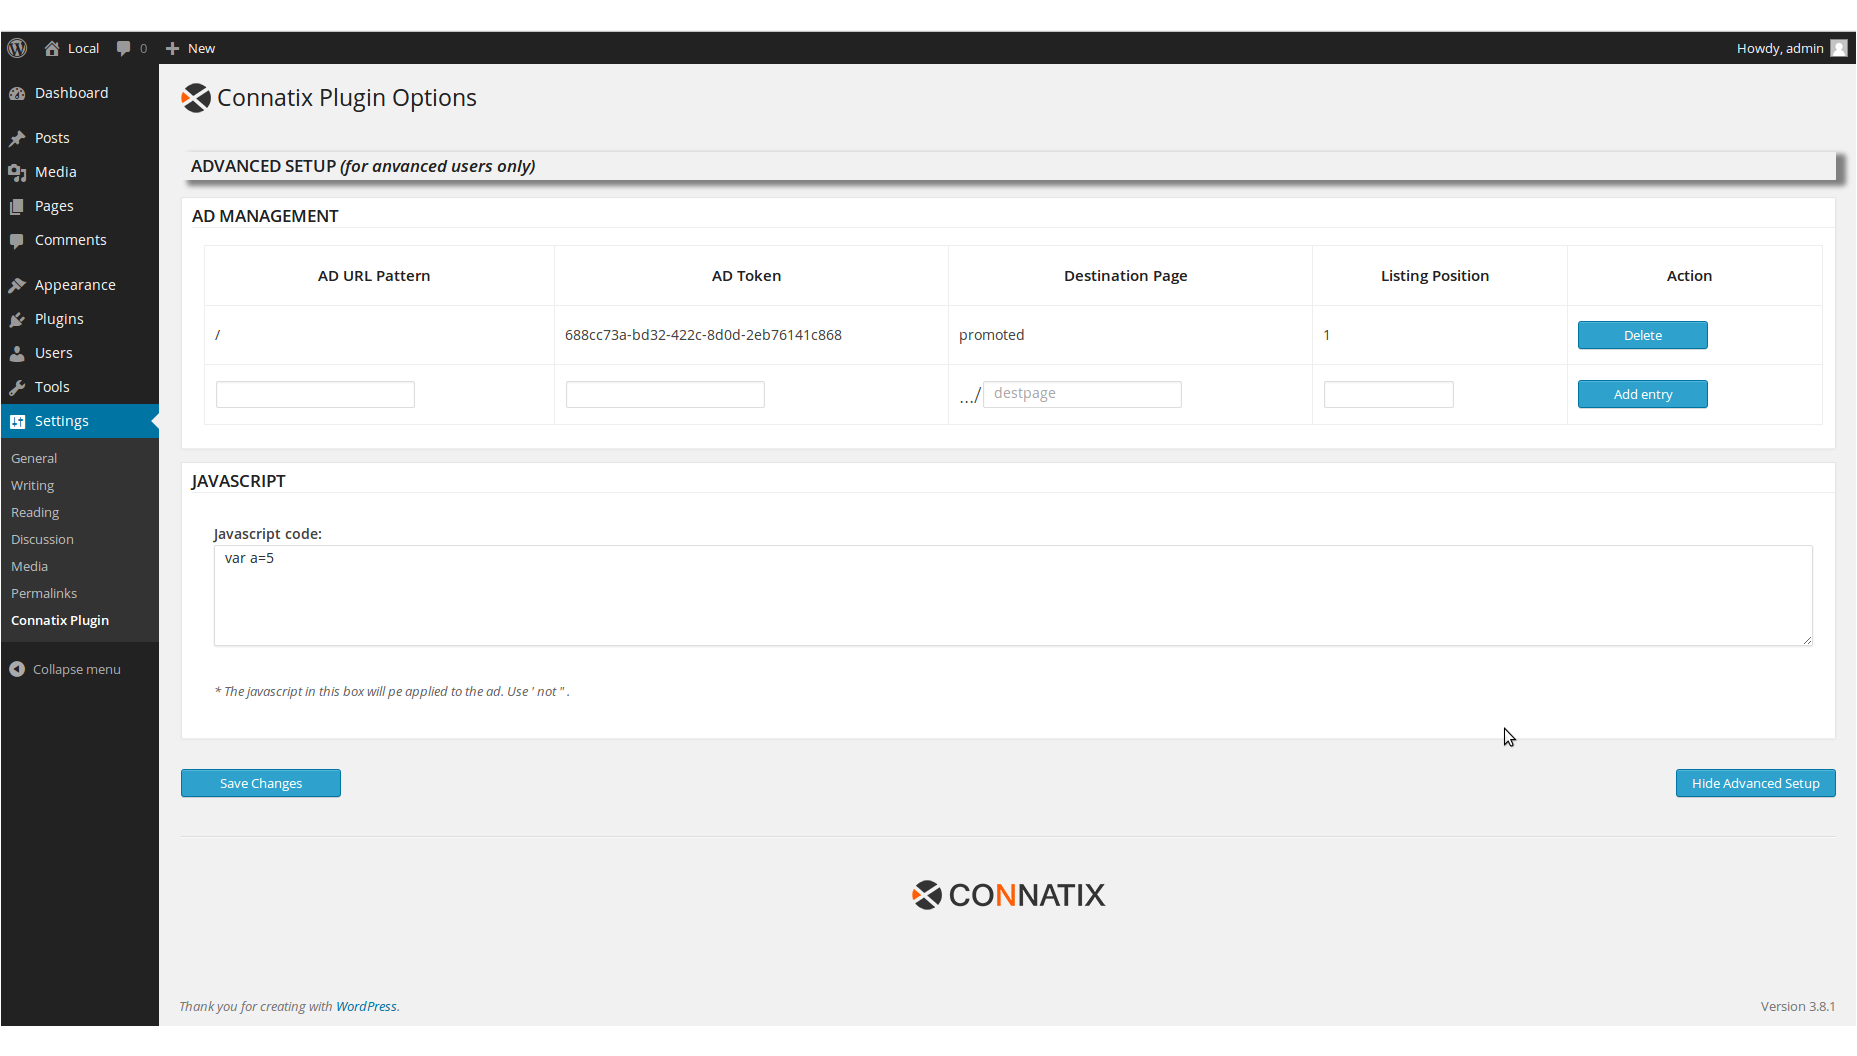 Local 0 New Howdy, admin
Dashboard
Posts
Media
Pages
Comments
Appearance
Plugins
Users
Tools
Settings
General
Writing
Reading
Discussion
Media
Permalinks
Connatix Plugin
Collapse menu
Connatix Plugin Options
ADVANCED SETUP (for anvanced users only)
AD MANAGEMENT
AD URL Pattern AD Token Destination Page Listing Position Action
/ 688cc73a-bd32-422c-8d0d-2eb76141c868 promoted 1 Delete
.../ destpage Add entry
JAVASCRIPT
Javascript code:
var a=5
* The javascript in this box will pe applied to the ad. Use ' not " .
Save Changes Hide Advanced Setup
CONNATIX
Thank you for creating with WordPress. Version 3.8.1